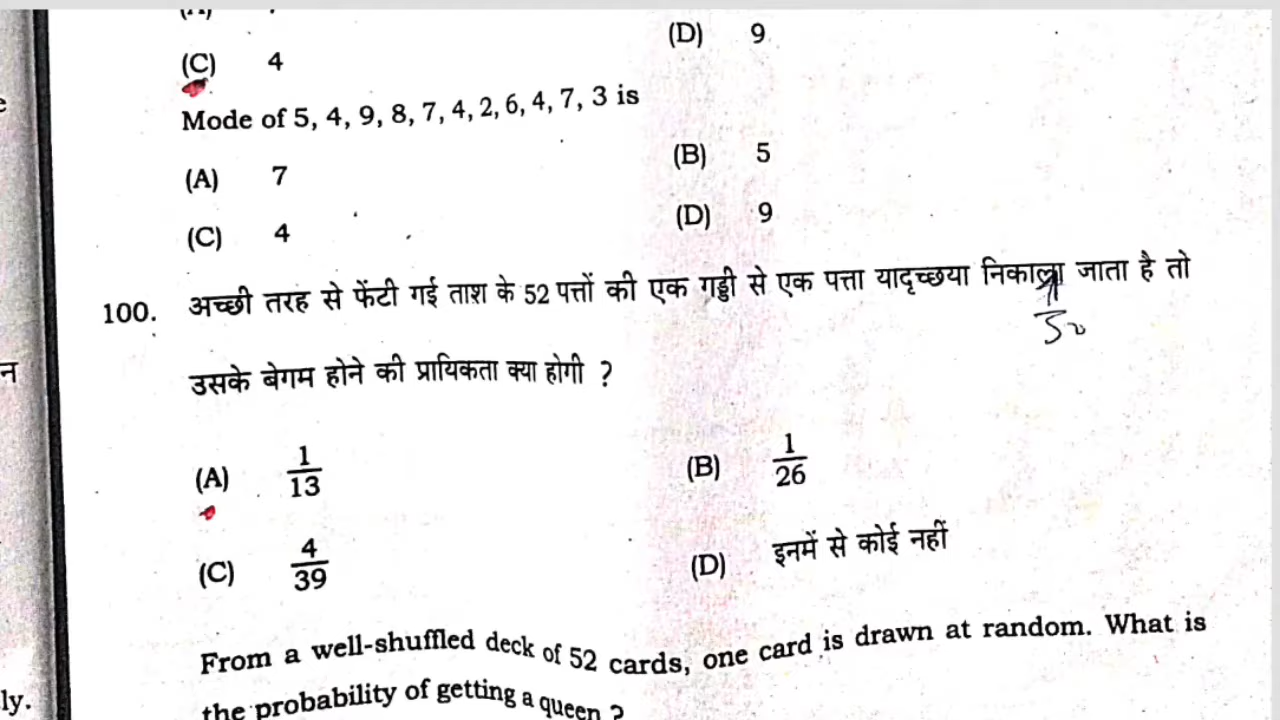 (D) 9
(C) 4
Mode of 5, 4, 9, 8, 7, 4, 2, 6, 4, 7, 3 is
(A) 7
(B) 5
(C) 4
(D) 9
100. अच्छी तरह से फेंटी गई ताश के 52 पत्तों की एक गड्डी से एक पत्ता यादृच्छया निकाला जाता है तो
52
उसके बेगम होने की प्रायिकता क्या होगी ?
(A) 1/13
(B) 1/26
(C) 4/39
(D) इनमें से कोई नहीं
From a well-shuffled deck of 52 cards, one card is drawn at random. What is
the probability of getting a queen ?
न
ly.